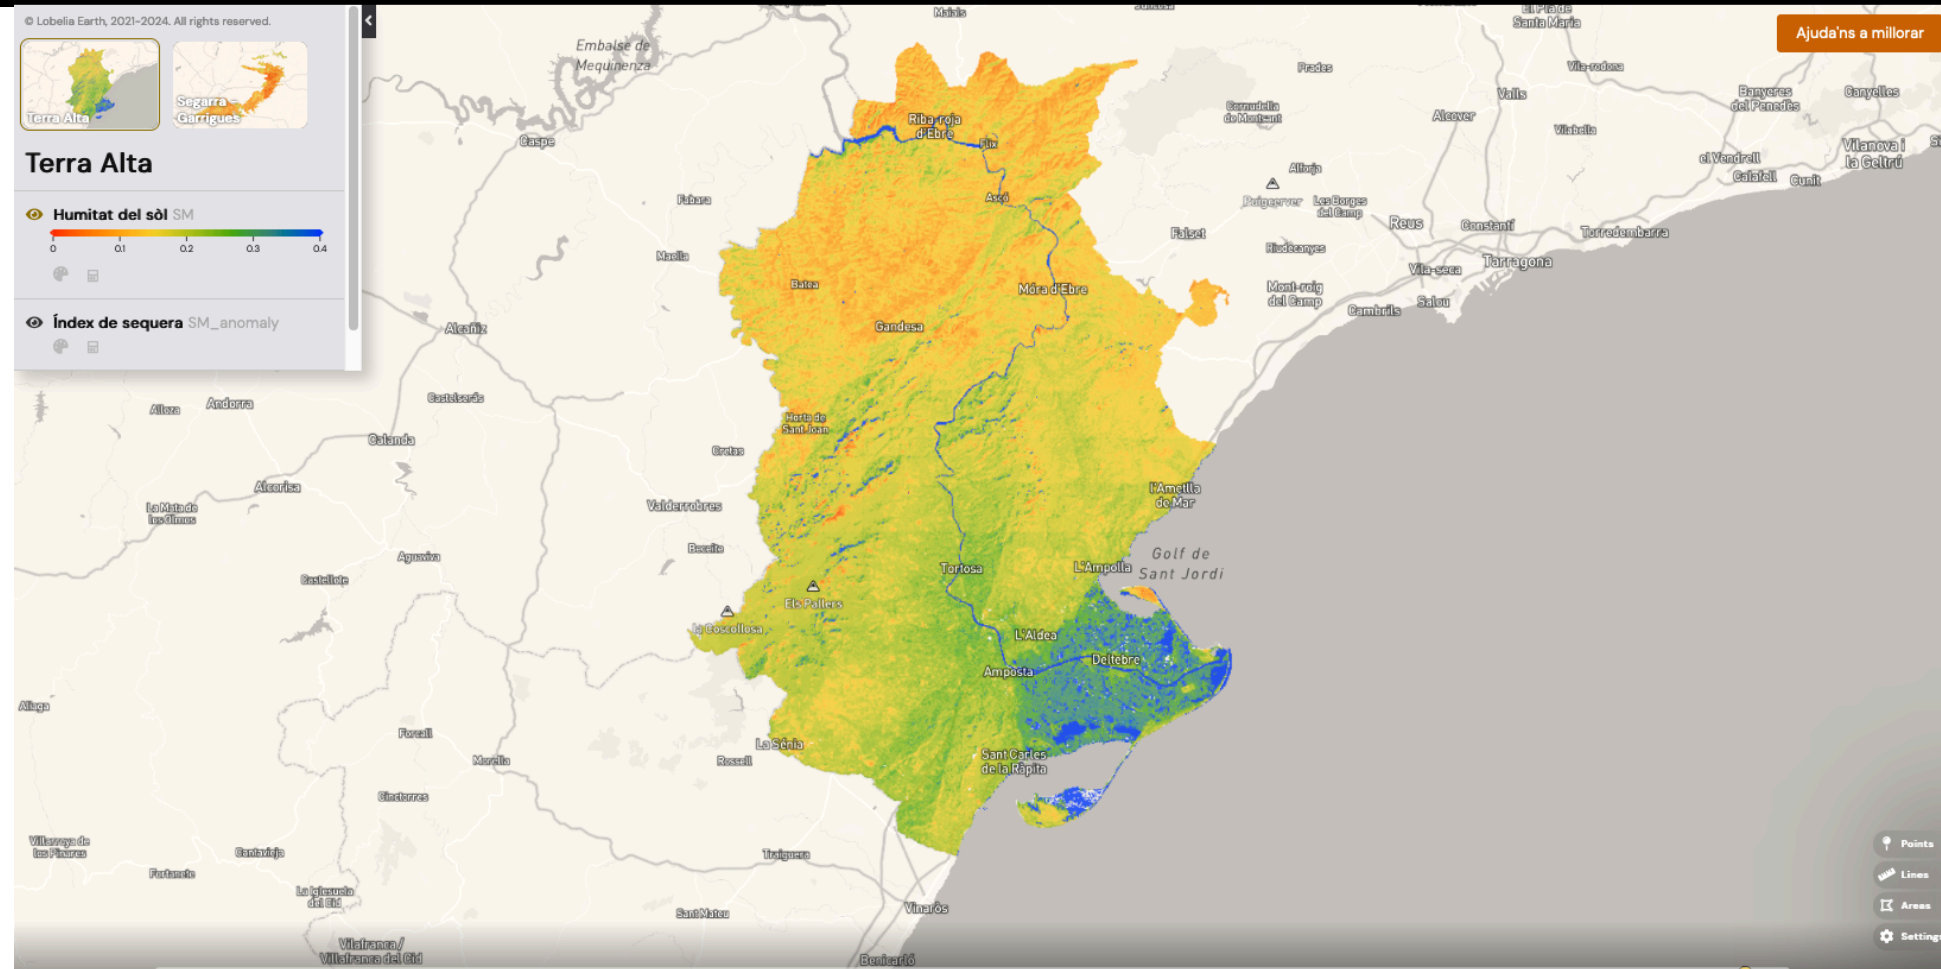 © Lobelia Earth, 2021-2024. All rights reserved.
Terra Alta
Segarra -
Garrigues
Terra Alta
Humitat del sòl SM
0 0.1 0.2 0.3 0.4
Índex de sequera SM_anomaly
Ajuda'ns a millorar
Maials
El Pla de
Santa Maria
Embalse de
Mequinenza
Prades
Vila-rodona
Valls
Banyeres
del Penedès
Canyelles
Cornudella
de Montsant
Alcover
Vilabella
Riba-roja
d'Ebre
Flix
Caspe
Vilanova i
la Geltrú
el Vendrell
Calafell
Cunit
Alforja
Fabara
Ascó
Puigcerver
Les Borges
del Camp
Reus
Constantí
Torredembarra
Falset
Riudecanyes
Maella
Vila-seca
Tarragona
Batea
Móra d'Ebre
Mont-roig
del Camp
Cambrils
Salou
Alcañiz
Gandesa
Alloza
Andorra
Castelserás
Horta de
Sant Joan
Calanda
Cretas
Alcorisa
l'Ametlla
de Mar
La Mata de
los Olmos
Valderrobres
Aguaviva
Beceite
Golf de
Sant Jordi
Castellote
Tortosa
L'Ampolla
Els Pallers
la Coscollosa
L'Aldea
Deltebre
Amposta
Aliaga
Forcall
La Sénia
Morella
Rossell
Sant Carles
de la Ràpita
Cinctorres
Villarroya de
los Pinares
Cantavieja
Traiguera
Fortanete
La Iglesuela
del Cid
Sant Mateu
Vinaròs
Vilafranca /
Villafranca del Cid
Benicarló
Points
Lines
Areas